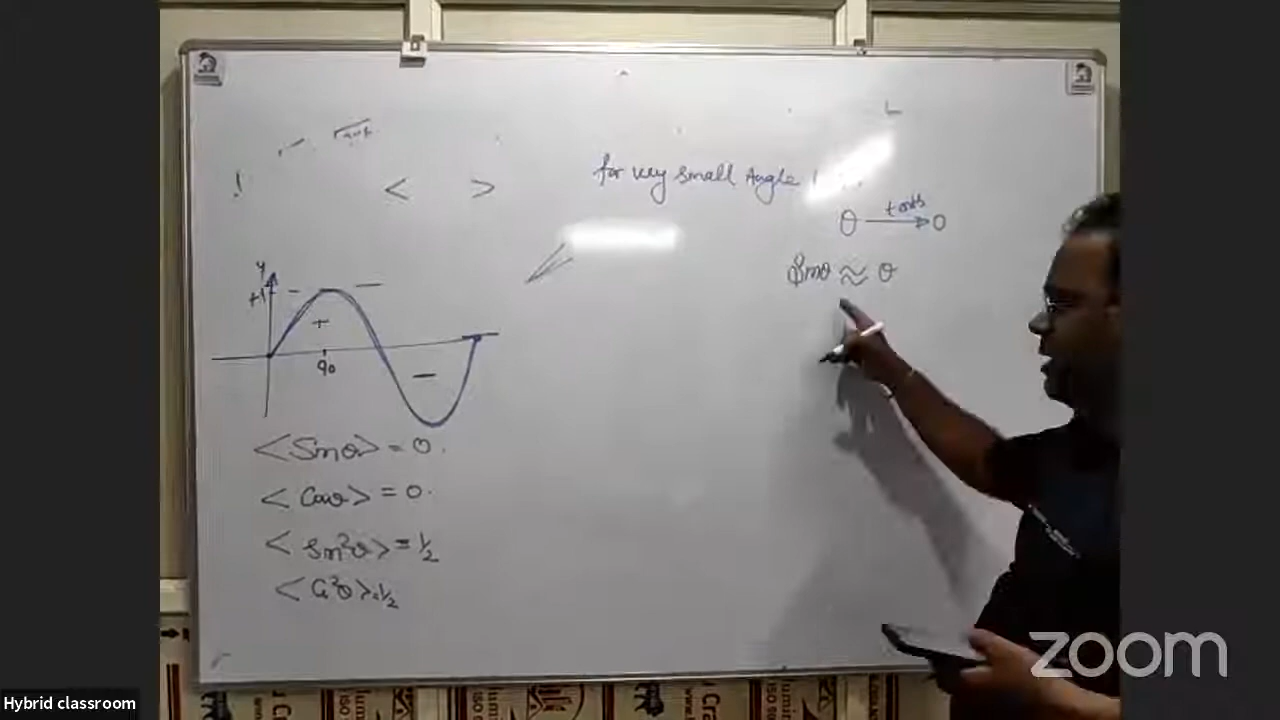 !
< >
y
+1
+
90
−
<Sinθ> = 0.
<Cosθ> = 0.
<Sin²θ> = 1/2
<Cos²θ> = 1/2
for very small Angle !
θ tends 0
Sinθ ≈ θ
zoom
Hybrid classroom